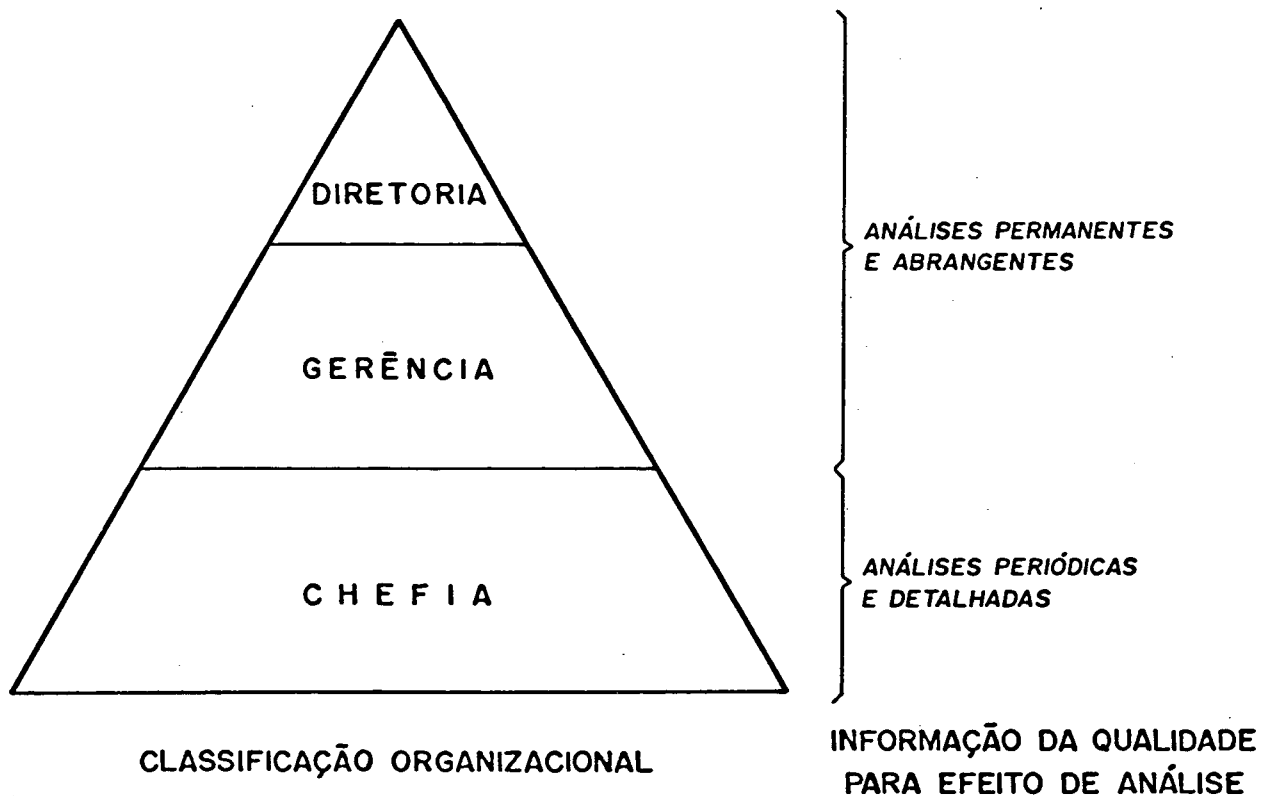 DIRETORIA
GERÊNCIA
CHEFIA
ANÁLISES PERMANENTES
E ABRANGENTES
ANÁLISES PERIÓDICAS
E DETALHADAS
CLASSIFICAÇÃO ORGANIZACIONAL
INFORMAÇÃO DA QUALIDADE
PARA EFEITO DE ANÁLISE